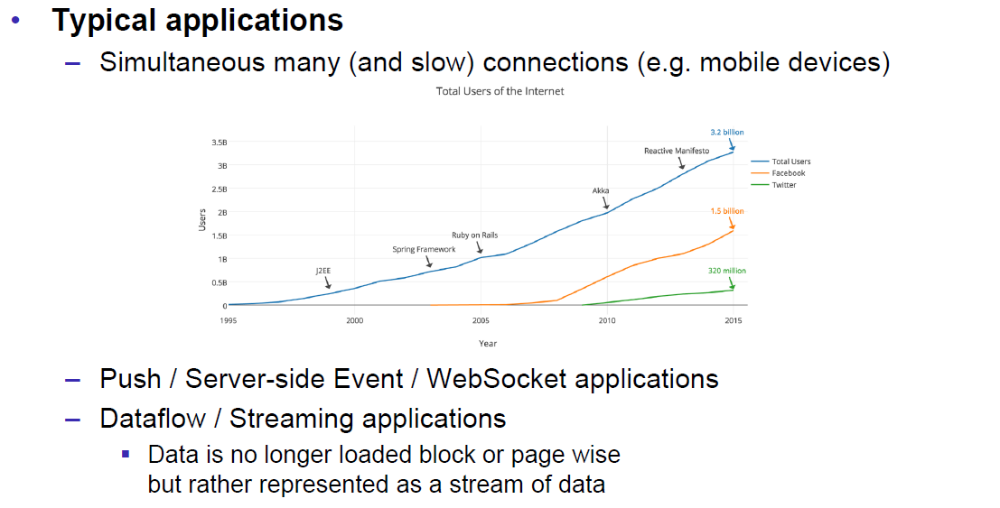 • Typical applications
– Simultaneous many (and slow) connections (e.g. mobile devices)
Total Users of the Internet
3.2 billion
3.5B
Reactive Manifesto
Total Users
3B
Facebook
Twitter
2.5B
Akka
2B
1.5 billion
Users
1.5B
Ruby on Rails
Spring Framework
1B
J2EE
320 million
0.5B
0
1995 2000 2005 2010 2015
Year
– Push / Server-side Event / WebSocket applications
– Dataflow / Streaming applications
▪ Data is no longer loaded block or page wise
but rather represented as a stream of data